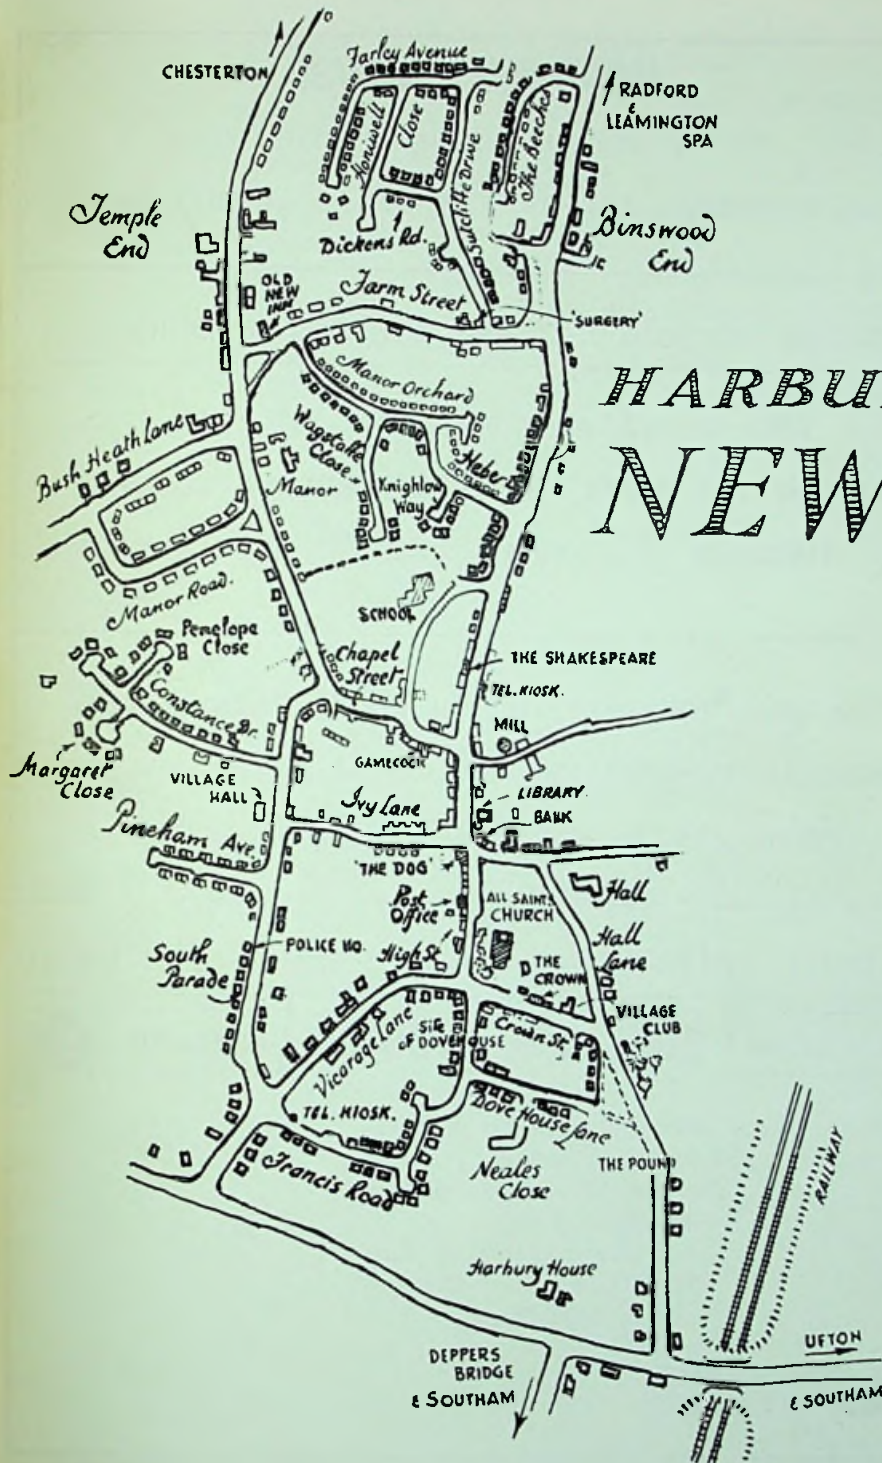 CHESTERTON
Farley Avenue
RADFORD
&
LEAMINGTON
SPA
Honiwell
Close
Sutcliffe Drive
The Beeches
Temple
End
Dickens Rd.
Binswood
End
OLD
NEW
INN
Farm Street
'SURGERY'
HARBU
NEW
Manor Orchard
Wagstaffe
Close
Bush Heath Lane
Heber
Manor
Knightlow
Way
SCHOOL
Manor Road.
Penelope
Close
Chapel
Street
THE SHAKESPEARE
TEL. KIOSK.
Constance Dr.
MILL
Margaret
Close
VILLAGE
HALL
GAMECOCK
Ivy Lane
LIBRARY
BANK
Pineham Ave.
'THE DOG'
Post
Office
ALL SAINTS
CHURCH
Hall
Hall
Lane
POLICE HO.
High St.
South
Parade
THE
CROWN
VILLAGE
CLUB
Vicarage Lane
Site
of DOVEHOUSE
Crown St.
TEL. KIOSK.
Dove House Lane
Neales
Close
THE POUND
Francis Road
RAILWAY
Harbury House
DEPPERS
BRIDGE
& SOUTHAM
UFTON
& SOUTHAM